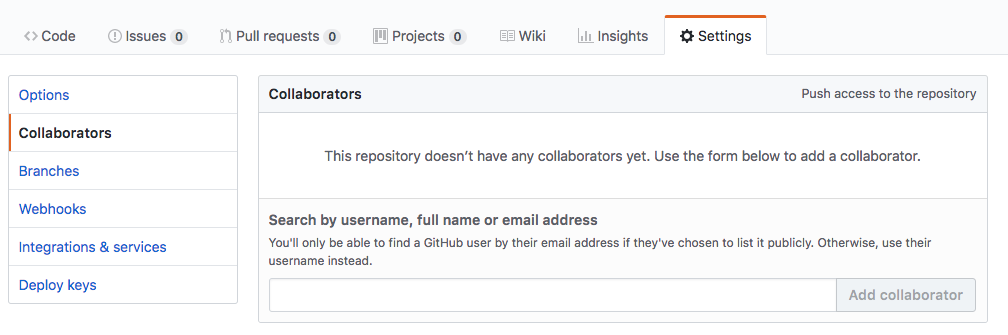 Code Issues 0 Pull requests 0 Projects 0 Wiki Insights Settings
Options
Collaborators
Branches
Webhooks
Integrations & services
Deploy keys
Collaborators Push access to the repository
This repository doesn’t have any collaborators yet. Use the form below to add a collaborator.
Search by username, full name or email address
You'll only be able to find a GitHub user by their email address if they've chosen to list it publicly. Otherwise, use their
username instead.
Add collaborator